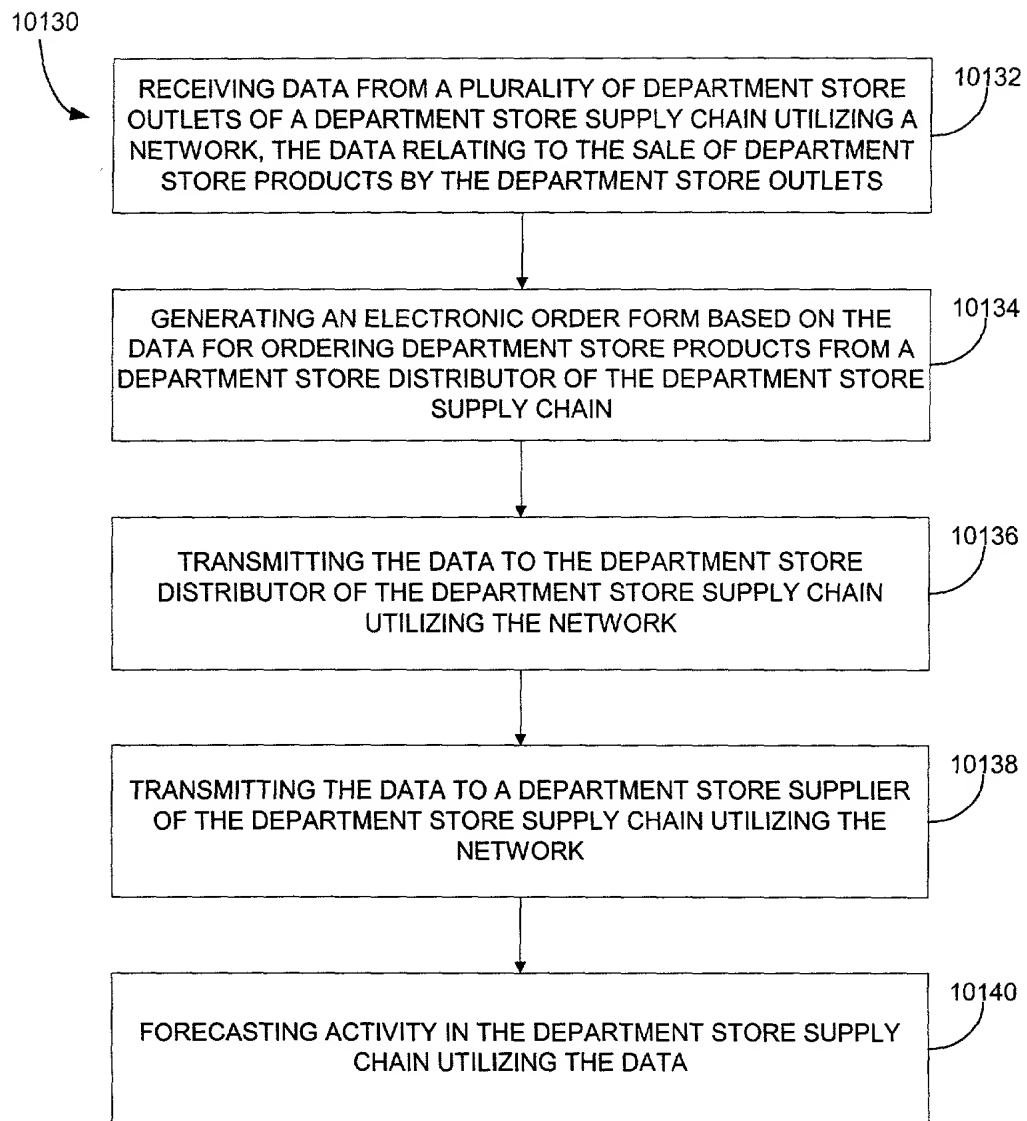 10130
RECEIVING DATA FROM A PLURALITY OF DEPARTMENT STORE
OUTLETS OF A DEPARTMENT STORE SUPPLY CHAIN UTILIZING A
NETWORK, THE DATA RELATING TO THE SALE OF DEPARTMENT
STORE PRODUCTS BY THE DEPARTMENT STORE OUTLETS
10132
GENERATING AN ELECTRONIC ORDER FORM BASED ON THE
DATA FOR ORDERING DEPARTMENT STORE PRODUCTS FROM A
DEPARTMENT STORE DISTRIBUTOR OF THE DEPARTMENT STORE
SUPPLY CHAIN
10134
TRANSMITTING THE DATA TO THE DEPARTMENT STORE
DISTRIBUTOR OF THE DEPARTMENT STORE SUPPLY CHAIN
UTILIZING THE NETWORK
10136
TRANSMITTING THE DATA TO A DEPARTMENT STORE SUPPLIER
OF THE DEPARTMENT STORE SUPPLY CHAIN UTILIZING THE
NETWORK
10138
FORECASTING ACTIVITY IN THE DEPARTMENT STORE SUPPLY
CHAIN UTILIZING THE DATA
10140